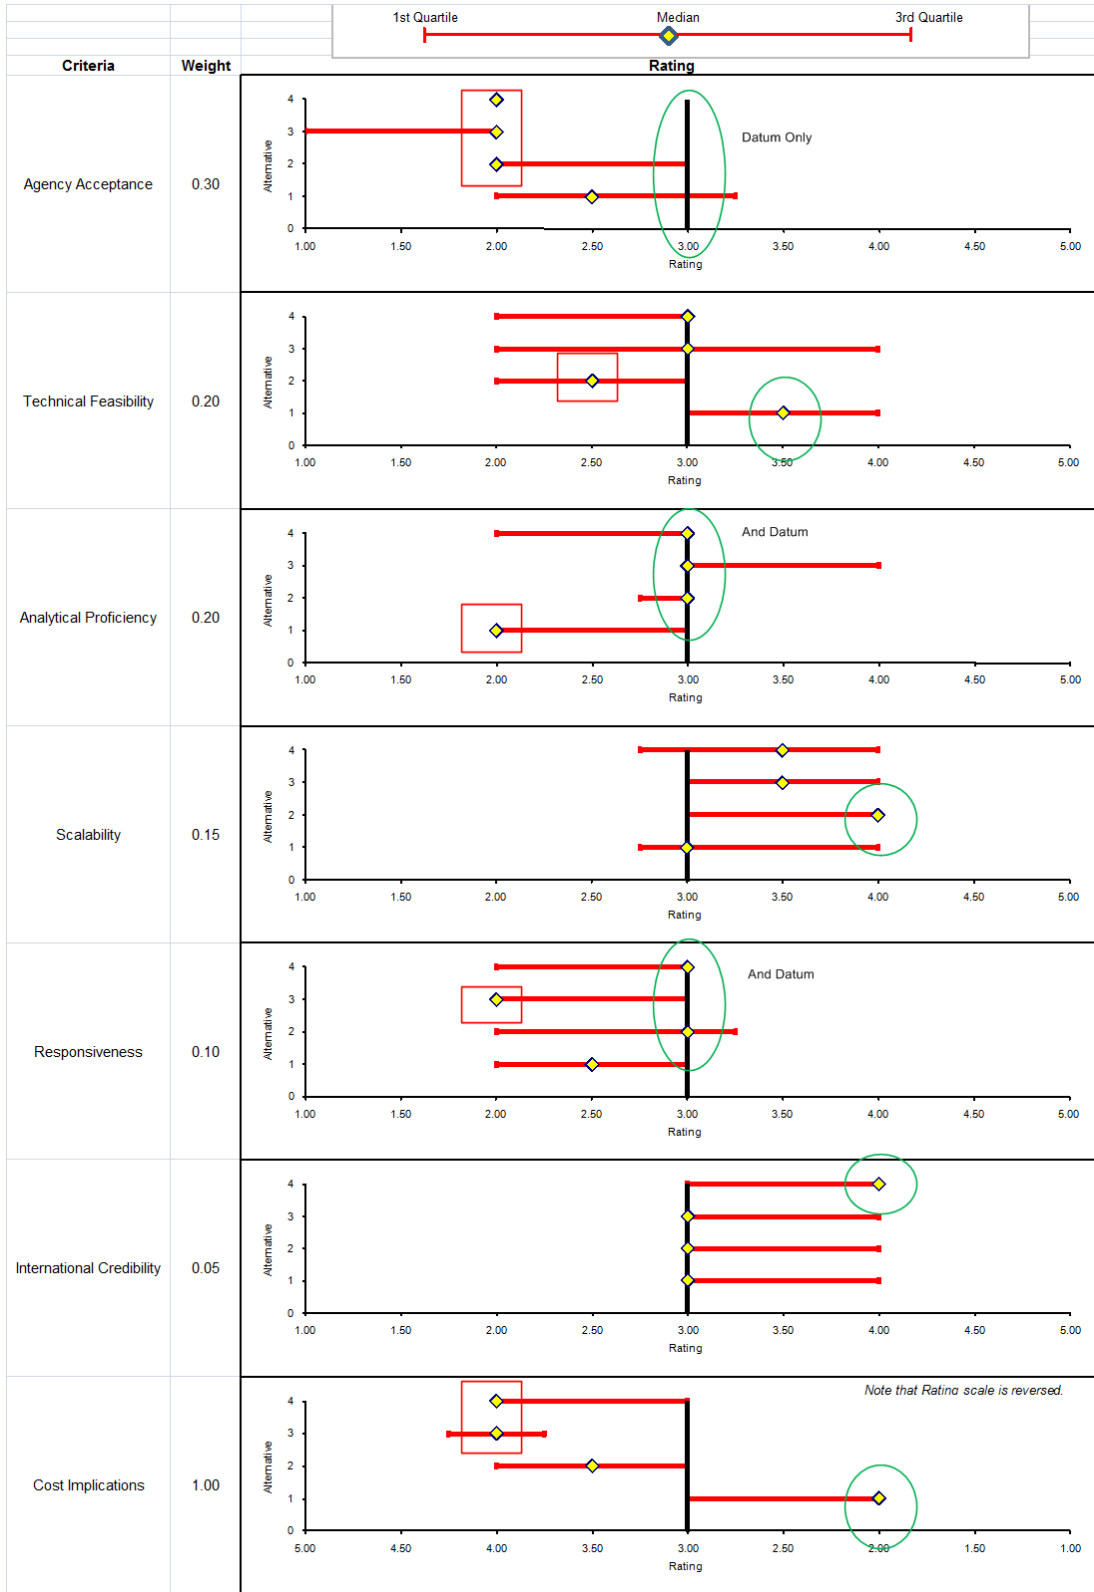 1st Quartile Median 3rd Quartile
Criteria Weight Rating
Agency Acceptance 0.30
Alternative
4
3
2
1
0
Datum Only
1.00 1.50 2.00 2.50 3.00 3.50 4.00 4.50 5.00
Rating
Technical Feasibility 0.20
Alternative
4
3
2
1
0
1.00 1.50 2.00 2.50 3.00 3.50 4.00 4.50 5.00
Rating
Analytical Proficiency 0.20
Alternative
4
3
2
1
0
And Datum
1.00 1.50 2.00 2.50 3.00 3.50 4.00 4.50 5.00
Rating
Scalability 0.15
Alternative
4
3
2
1
0
1.00 1.50 2.00 2.50 3.00 3.50 4.00 4.50 5.00
Rating
Responsiveness 0.10
Alternative
4
3
2
1
0
And Datum
1.00 1.50 2.00 2.50 3.00 3.50 4.00 4.50 5.00
Rating
International Credibility 0.05
Alternative
4
3
2
1
0
1.00 1.50 2.00 2.50 3.00 3.50 4.00 4.50 5.00
Rating
Cost Implications 1.00
Alternative
4
3
2
1
0
Note that Rating scale is reversed.
5.00 4.50 4.00 3.50 3.00 2.50 2.00 1.50 1.00
Rating